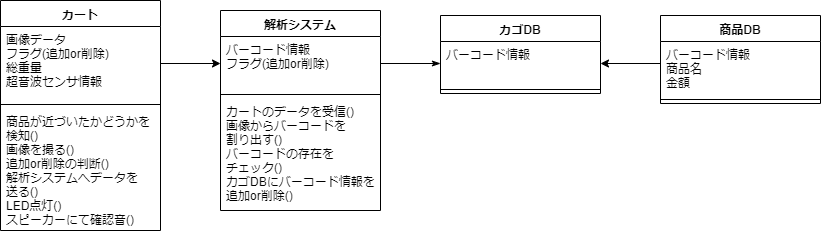 カート
画像データ
フラグ(追加or削除)
総重量
超音波センサ情報
商品が近づいたかどうかを
検知()
画像を撮る()
追加or削除の判断()
解析システムへデータを
送る()
LED点灯()
スピーカーにて確認音()
解析システム
バーコード情報
フラグ(追加or削除)
カートのデータを受信()
画像からバーコードを
割り出す()
バーコードの存在を
チェック()
カゴDBにバーコード情報を
追加or削除()
カゴDB
バーコード情報
商品DB
バーコード情報
商品名
金額